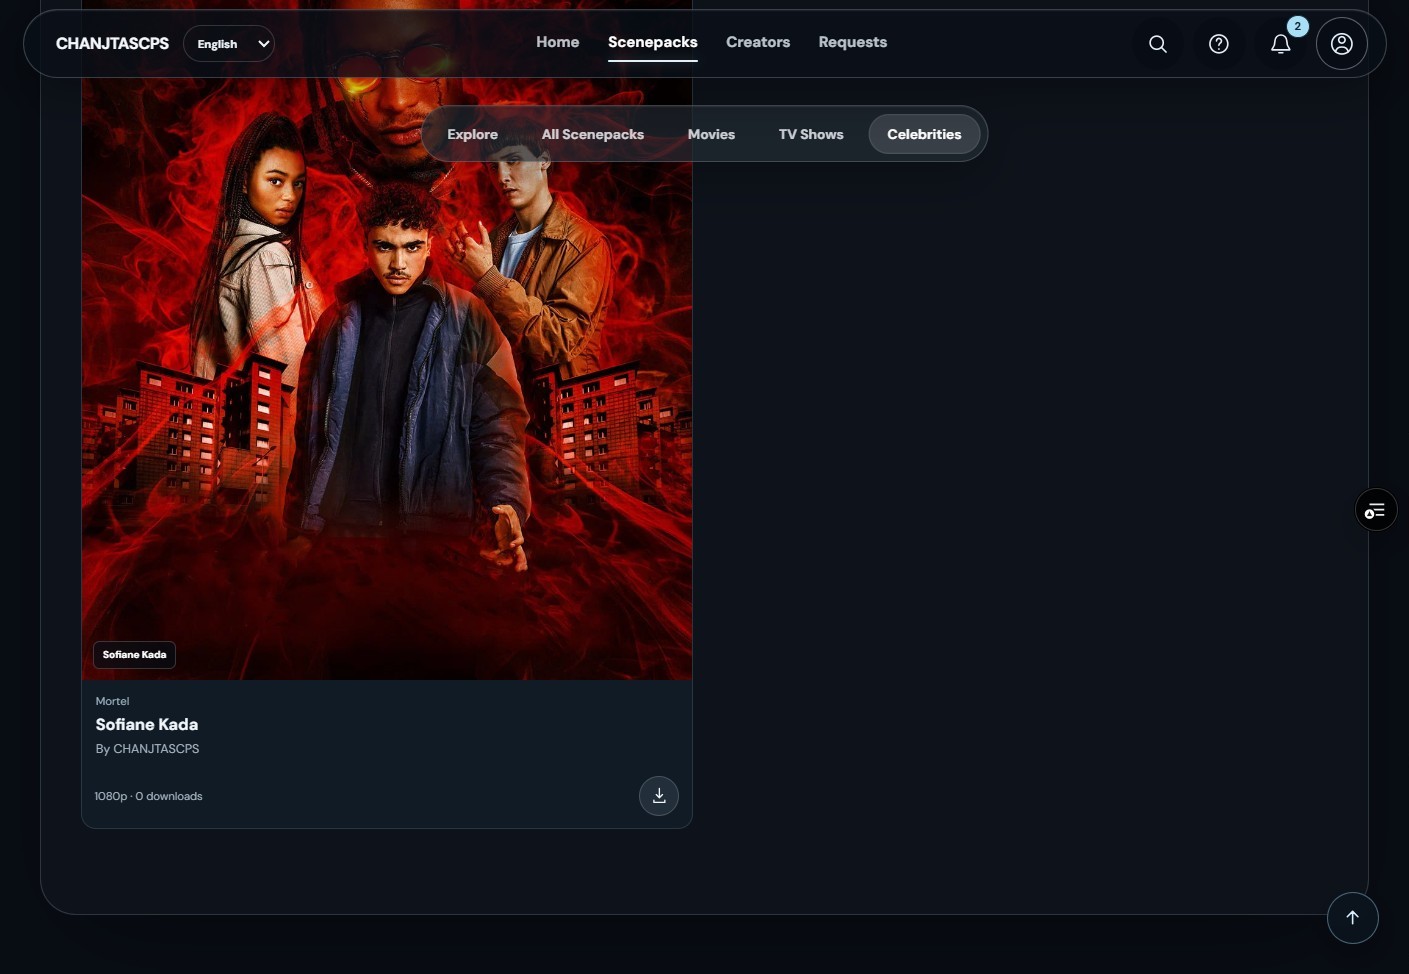 CHANJTASCPS
English
Home
Scenepacks
Creators
Requests
2
Explore
All Scenepacks
Movies
TV Shows
Celebrities
Sofiane Kada
Mortel
Sofiane Kada
By CHANJTASCPS
1080p · 0 downloads